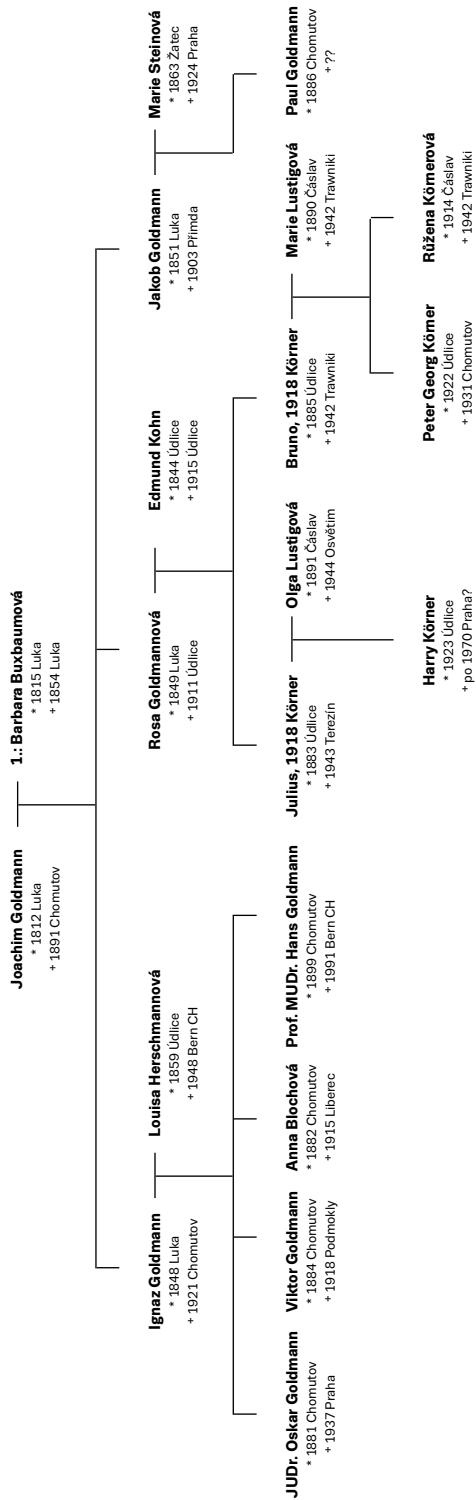 Joachim Goldmann
* 1812 Luka
+ 1891 Chomutov
1.: Barbara Buxbaumová
* 1815 Luka
+ 1854 Luka
Ignaz Goldmann
* 1848 Luka
+ 1921 Chomutov
Louisa Herschmannová
* 1859 Údlice
+ 1948 Bern CH
Rosa Goldmannová
* 1849 Luka
+ 1911 Údlice
Edmund Kohn
* 1844 Údlice
+ 1915 Údlice
Jakob Goldmann
* 1851 Luka
+ 1903 Přimda
Marie Steinová
* 1863 Žatec
+ 1924 Praha
JUDr. Oskar Goldmann
* 1881 Chomutov
+ 1937 Praha
Viktor Goldmann
* 1884 Chomutov
+ 1918 Podmokly
Anna Blochová
* 1882 Chomutov
+ 1915 Liberec
Prof. MUDr. Hans Goldmann
* 1899 Chomutov
+ 1991 Bern CH
Julius, 1918 Körner
* 1883 Údlice
+ 1943 Terezín
Olga Lustigová
* 1891 Čáslav
+ 1944 Osvětim
Bruno, 1918 Körner
* 1885 Údlice
+ 1942 Trawniki
Marie Lustigová
* 1890 Čáslav
+ 1942 Trawniki
Paul Goldmann
* 1886 Chomutov
+ ??
Harry Körner
* 1923 Údlice
+ po 1970 Praha?
Peter Georg Körner
* 1922 Údlice
+ 1931 Chomutov
Růžena Körnerová
* 1914 Čáslav
+ 1942 Trawniki